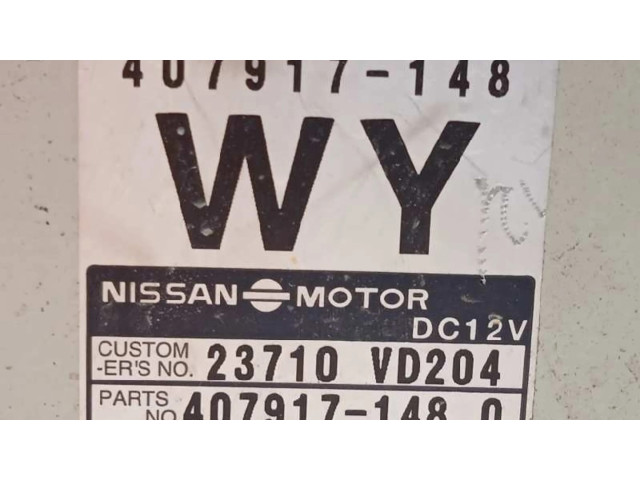 407917-148
WY
NISSAN MOTOR
DC12V
CUSTOM
-ER'S NO. 23710 VD204
PARTS
NO. 407917-148 0